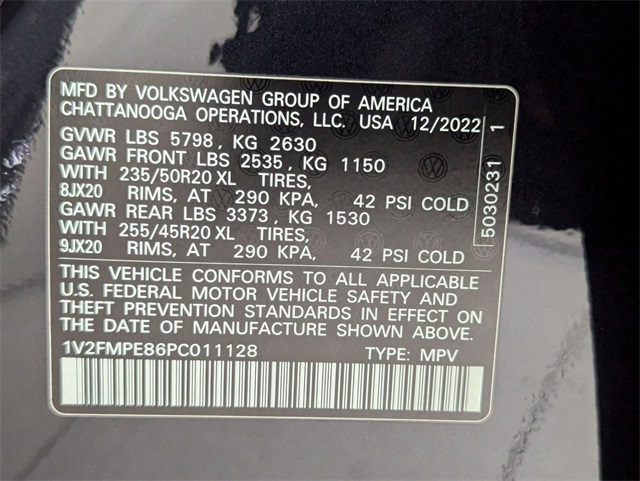 MFD BY VOLKSWAGEN GROUP OF AMERICA
CHATTANOOGA OPERATIONS, LLC. USA 12/2022
GVWR LBS 5798, KG 2630
GAWR FRONT LBS 2535, KG 1150
WITH 235/50R20 XL TIRES,
8JX20 RIMS, AT 290 KPA, 42 PSI COLD
GAWR REAR LBS 3373, KG 1530
WITH 255/45R20 XL TIRES,
9JX20 RIMS, AT 290 KPA, 42 PSI COLD
THIS VEHICLE CONFORMS TO ALL APPLICABLE
U.S. FEDERAL MOTOR VEHICLE SAFETY AND
THEFT PREVENTION STANDARDS IN EFFECT ON
THE DATE OF MANUFACTURE SHOWN ABOVE.
1V2FMPE86PC011128 TYPE: MPV
5030231 1